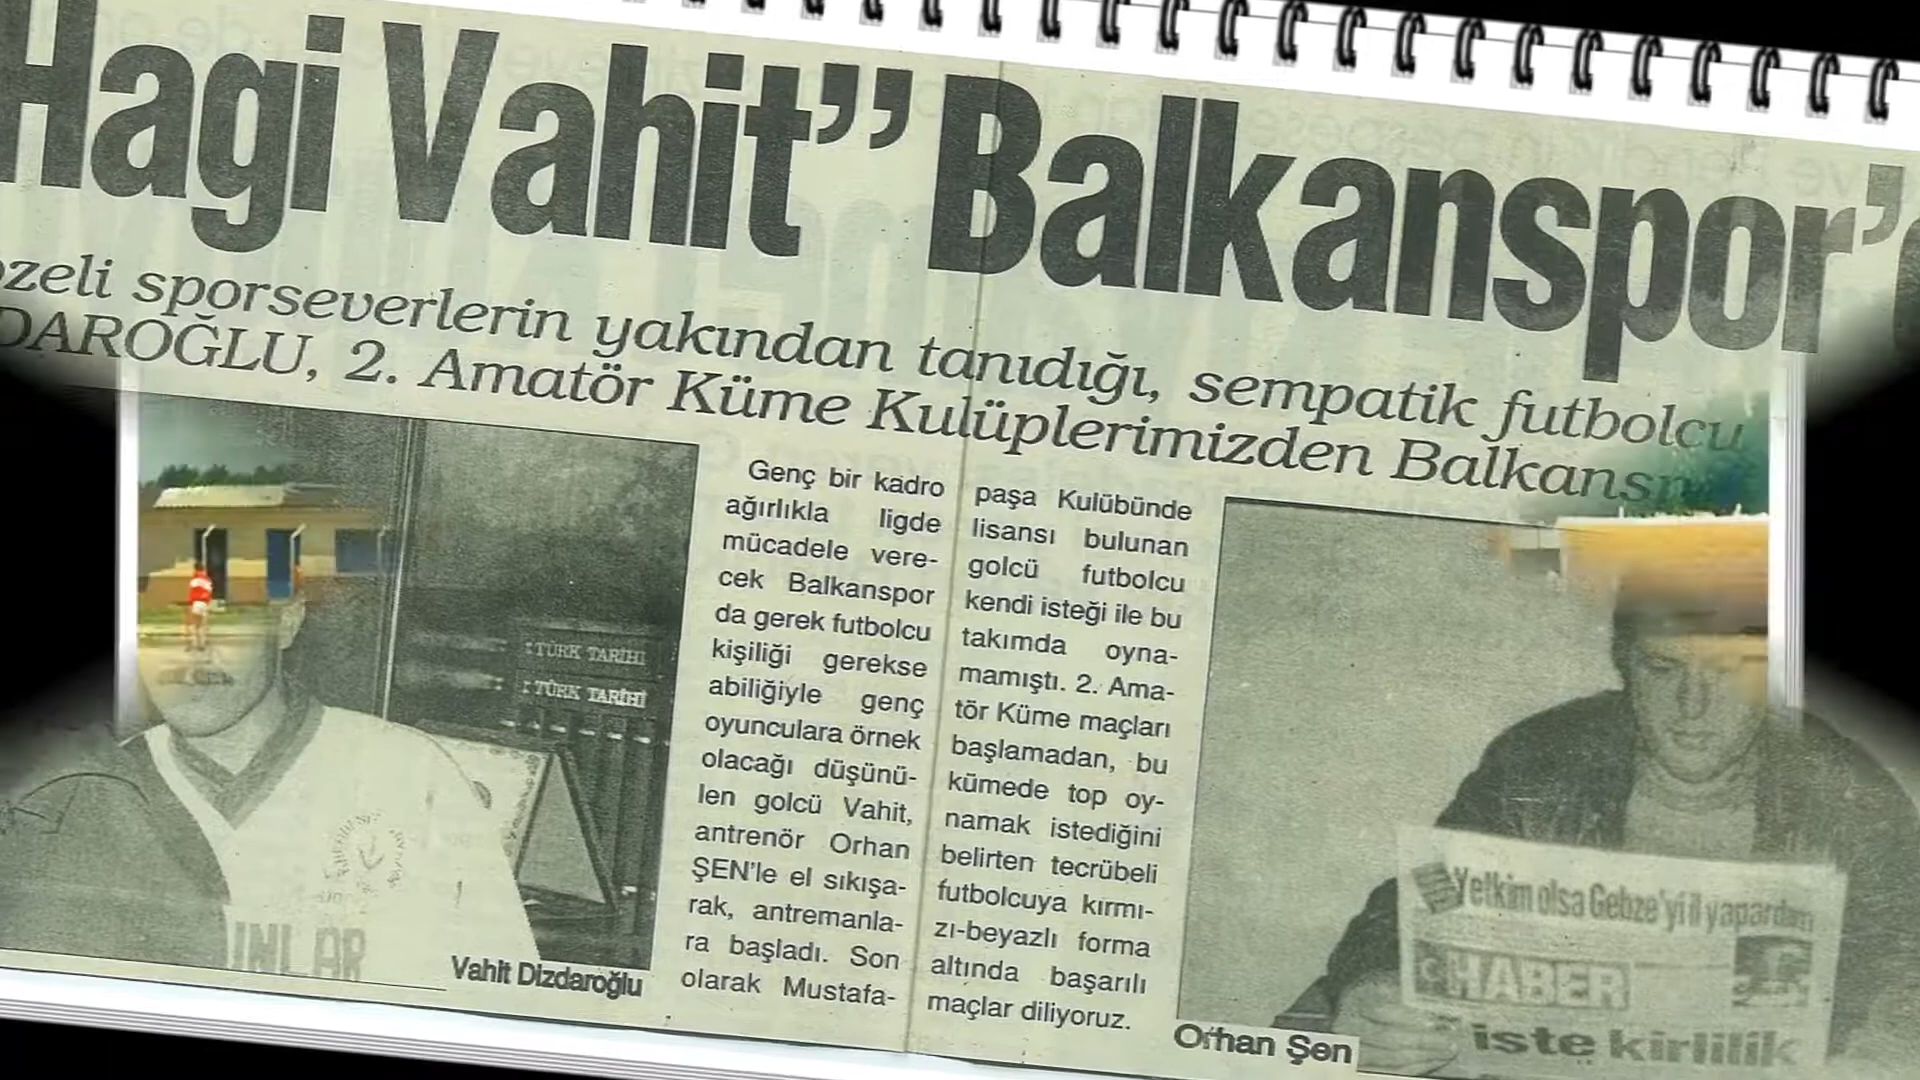 Hagi Vahit” Balkanspor’
zeli sporseverlerin yakından tanıdığı, sempatik futbolcu
DAROĞLU, 2. Amatör Küme Kulüplerimizden Balkansp
Genç bir kadro
ağırlıkla ligde
mücadele vere-
cek Balkanspor
da gerek futbolcu
kişiliği gerekse
abiliğiyle genç
oyunculara örnek
olacağı düşünü-
len golcü Vahit,
antrenör Orhan
ŞEN'le el sıkışa-
rak, antremanla-
ra başladı. Son
olarak Mustafa-
paşa Kulübünde
lisansı bulunan
golcü futbolcu
kendi isteği ile bu
takımda oyna-
mamıştı. 2. Ama-
tör Küme maçları
başlamadan, bu
kümede top oy-
namak istediğini
belirten tecrübeli
futbolcuya kırmı-
zı-beyazlı forma
altında başarılı
maçlar diliyoruz.
TÜRK TARİHİ
TÜRK TARİHİ
UNLAR
Vahit Dizdaroğlu
Yetkim olsa Gebze'yi il yapardım
HABER
işte kirlilik
Orhan Şen